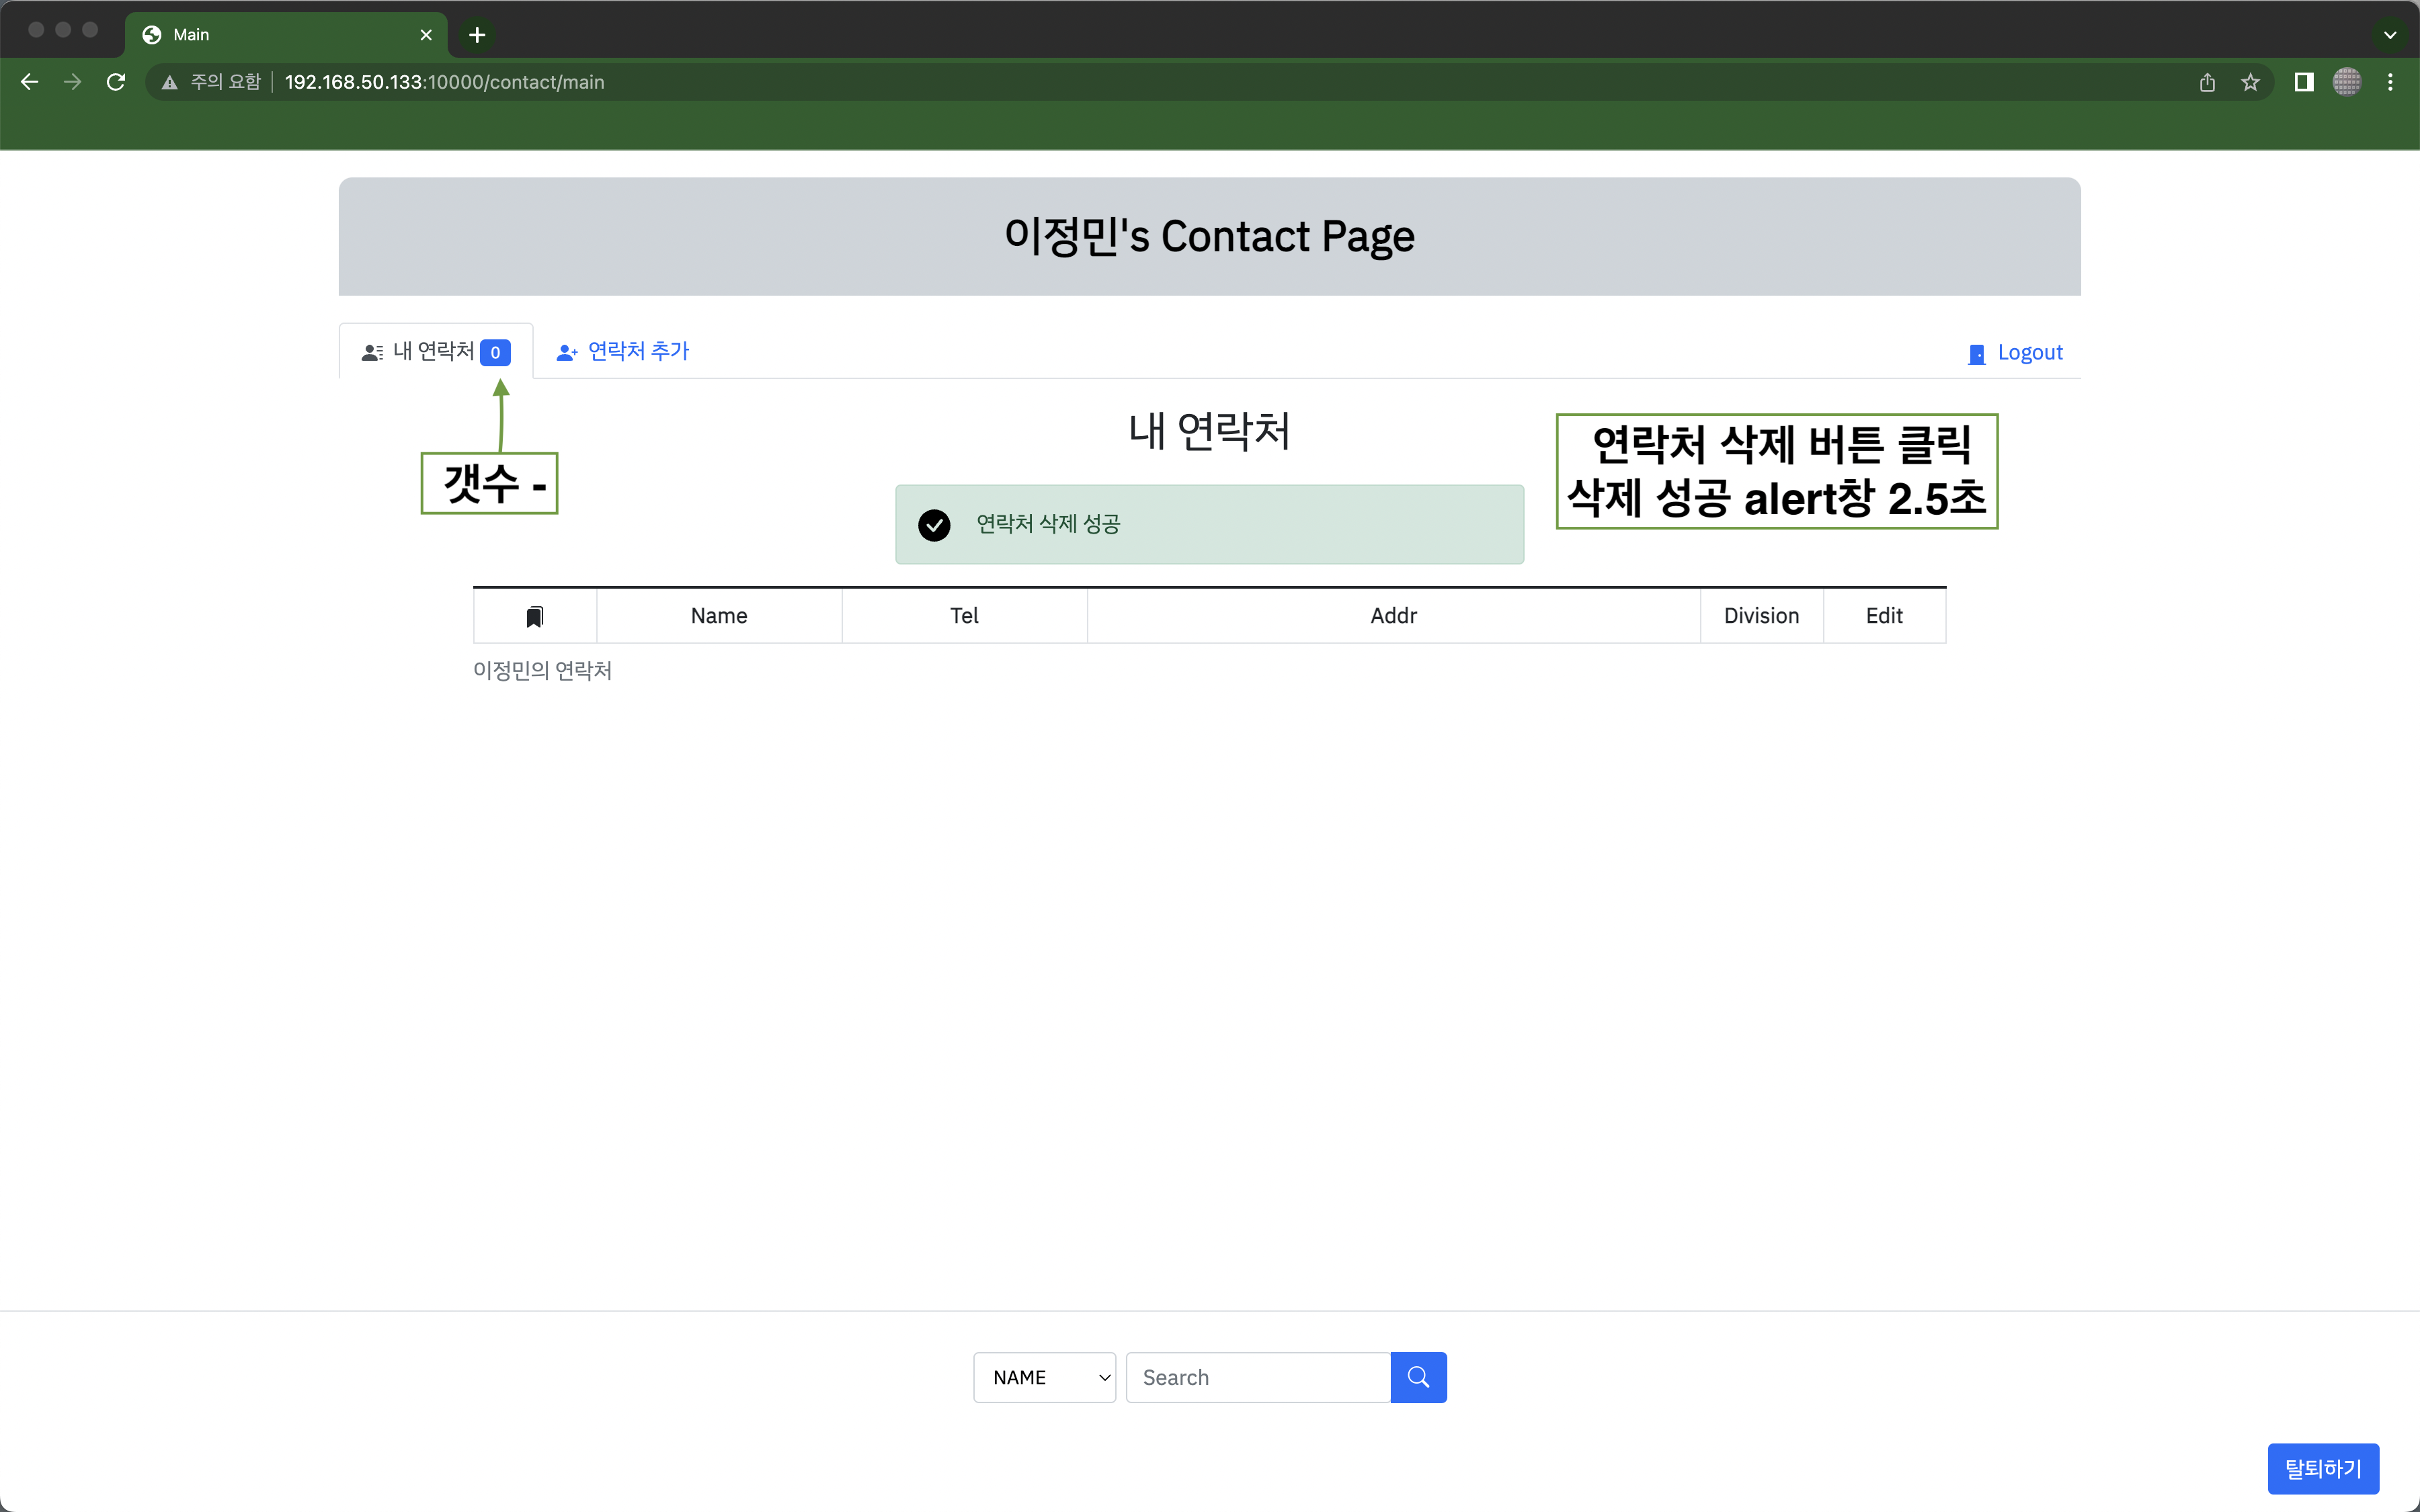 Main
주의 요함 192.168.50.133:10000/contact/main
이정민's Contact Page
내 연락처 0 연락처 추가 Logout
내 연락처
갯수 -
연락처 삭제 버튼 클릭
삭제 성공 alert창 2.5초
연락처 삭제 성공
Name Tel Addr Division Edit
이정민의 연락처
NAME Search
탈퇴하기